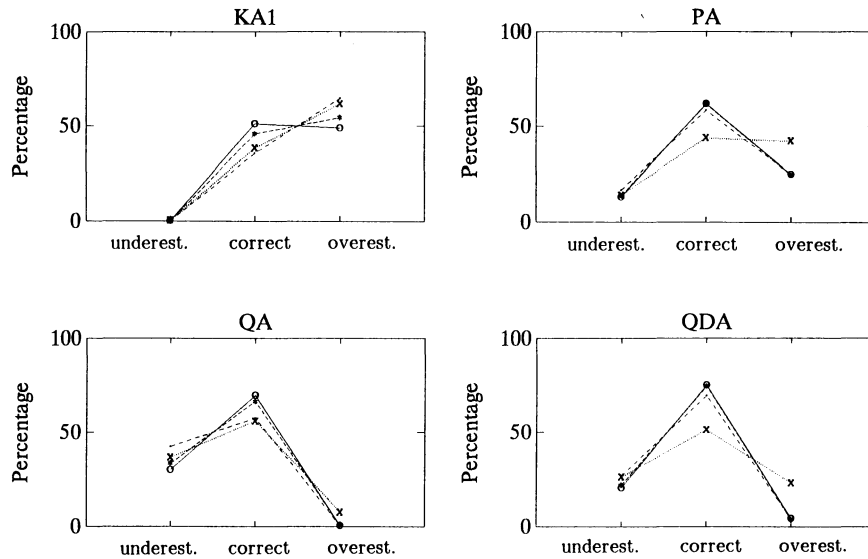 KA1
100
50
0
Percentage
underest. correct overest.
PA
100
50
0
Percentage
underest. correct overest.
QA
100
50
0
Percentage
underest. correct overest.
QDA
100
50
0
Percentage
underest. correct overest.